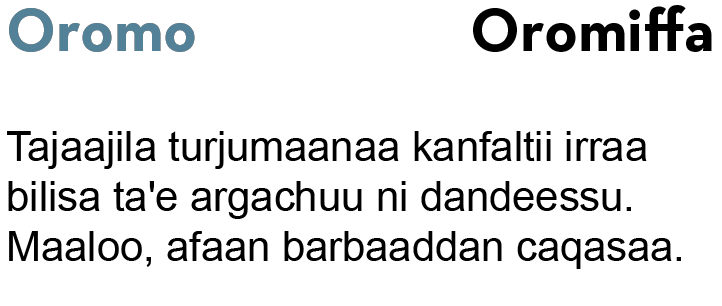 Oromo Oromiffa
Tajaajila turjumaanaa kanfaltii irraa
bilisa ta'e argachuu ni dandeessu.
Maaloo, afaan barbaaddan caqasaa.